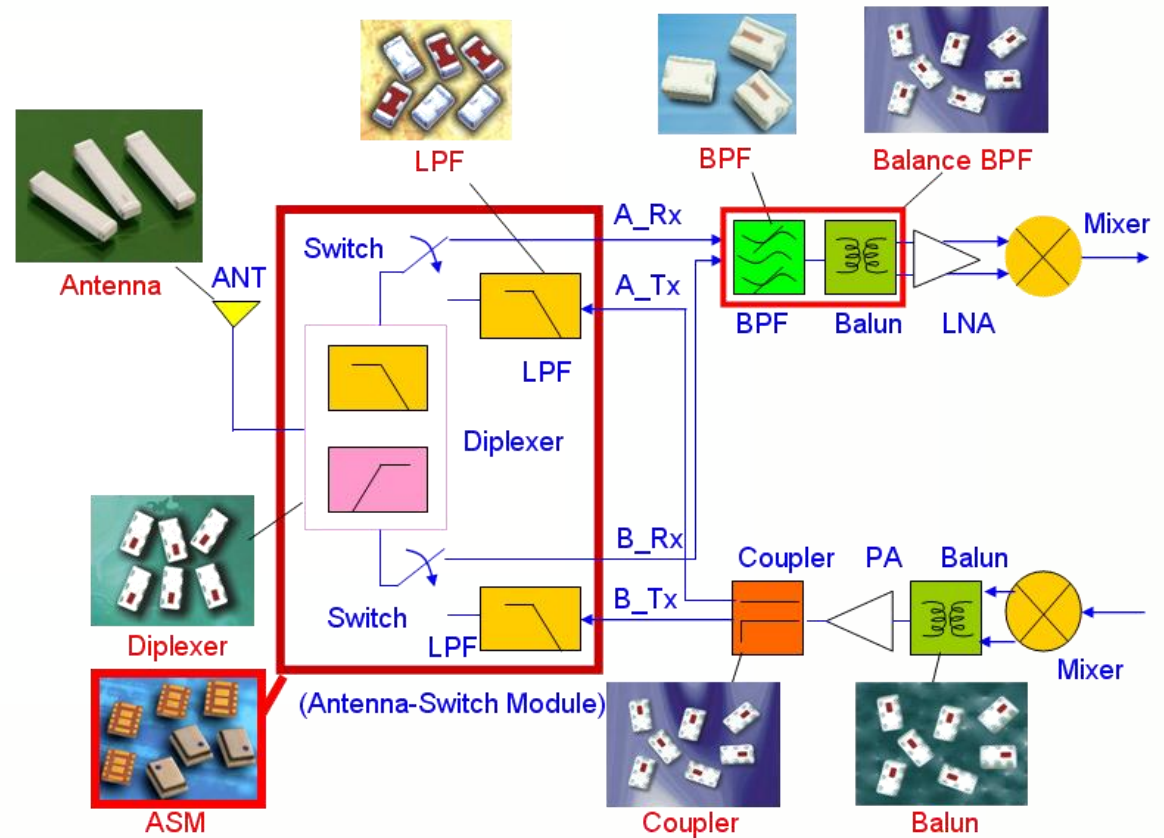 LPF
BPF
Balance BPF
Antenna
ANT
Switch
A_Rx
A_Tx
LPF
BPF
Balun
LNA
Mixer
Diplexer
B_Rx
B_Tx
Switch
LPF
Coupler
PA
Balun
Mixer
Diplexer
(Antenna-Switch Module)
ASM
Coupler
Balun